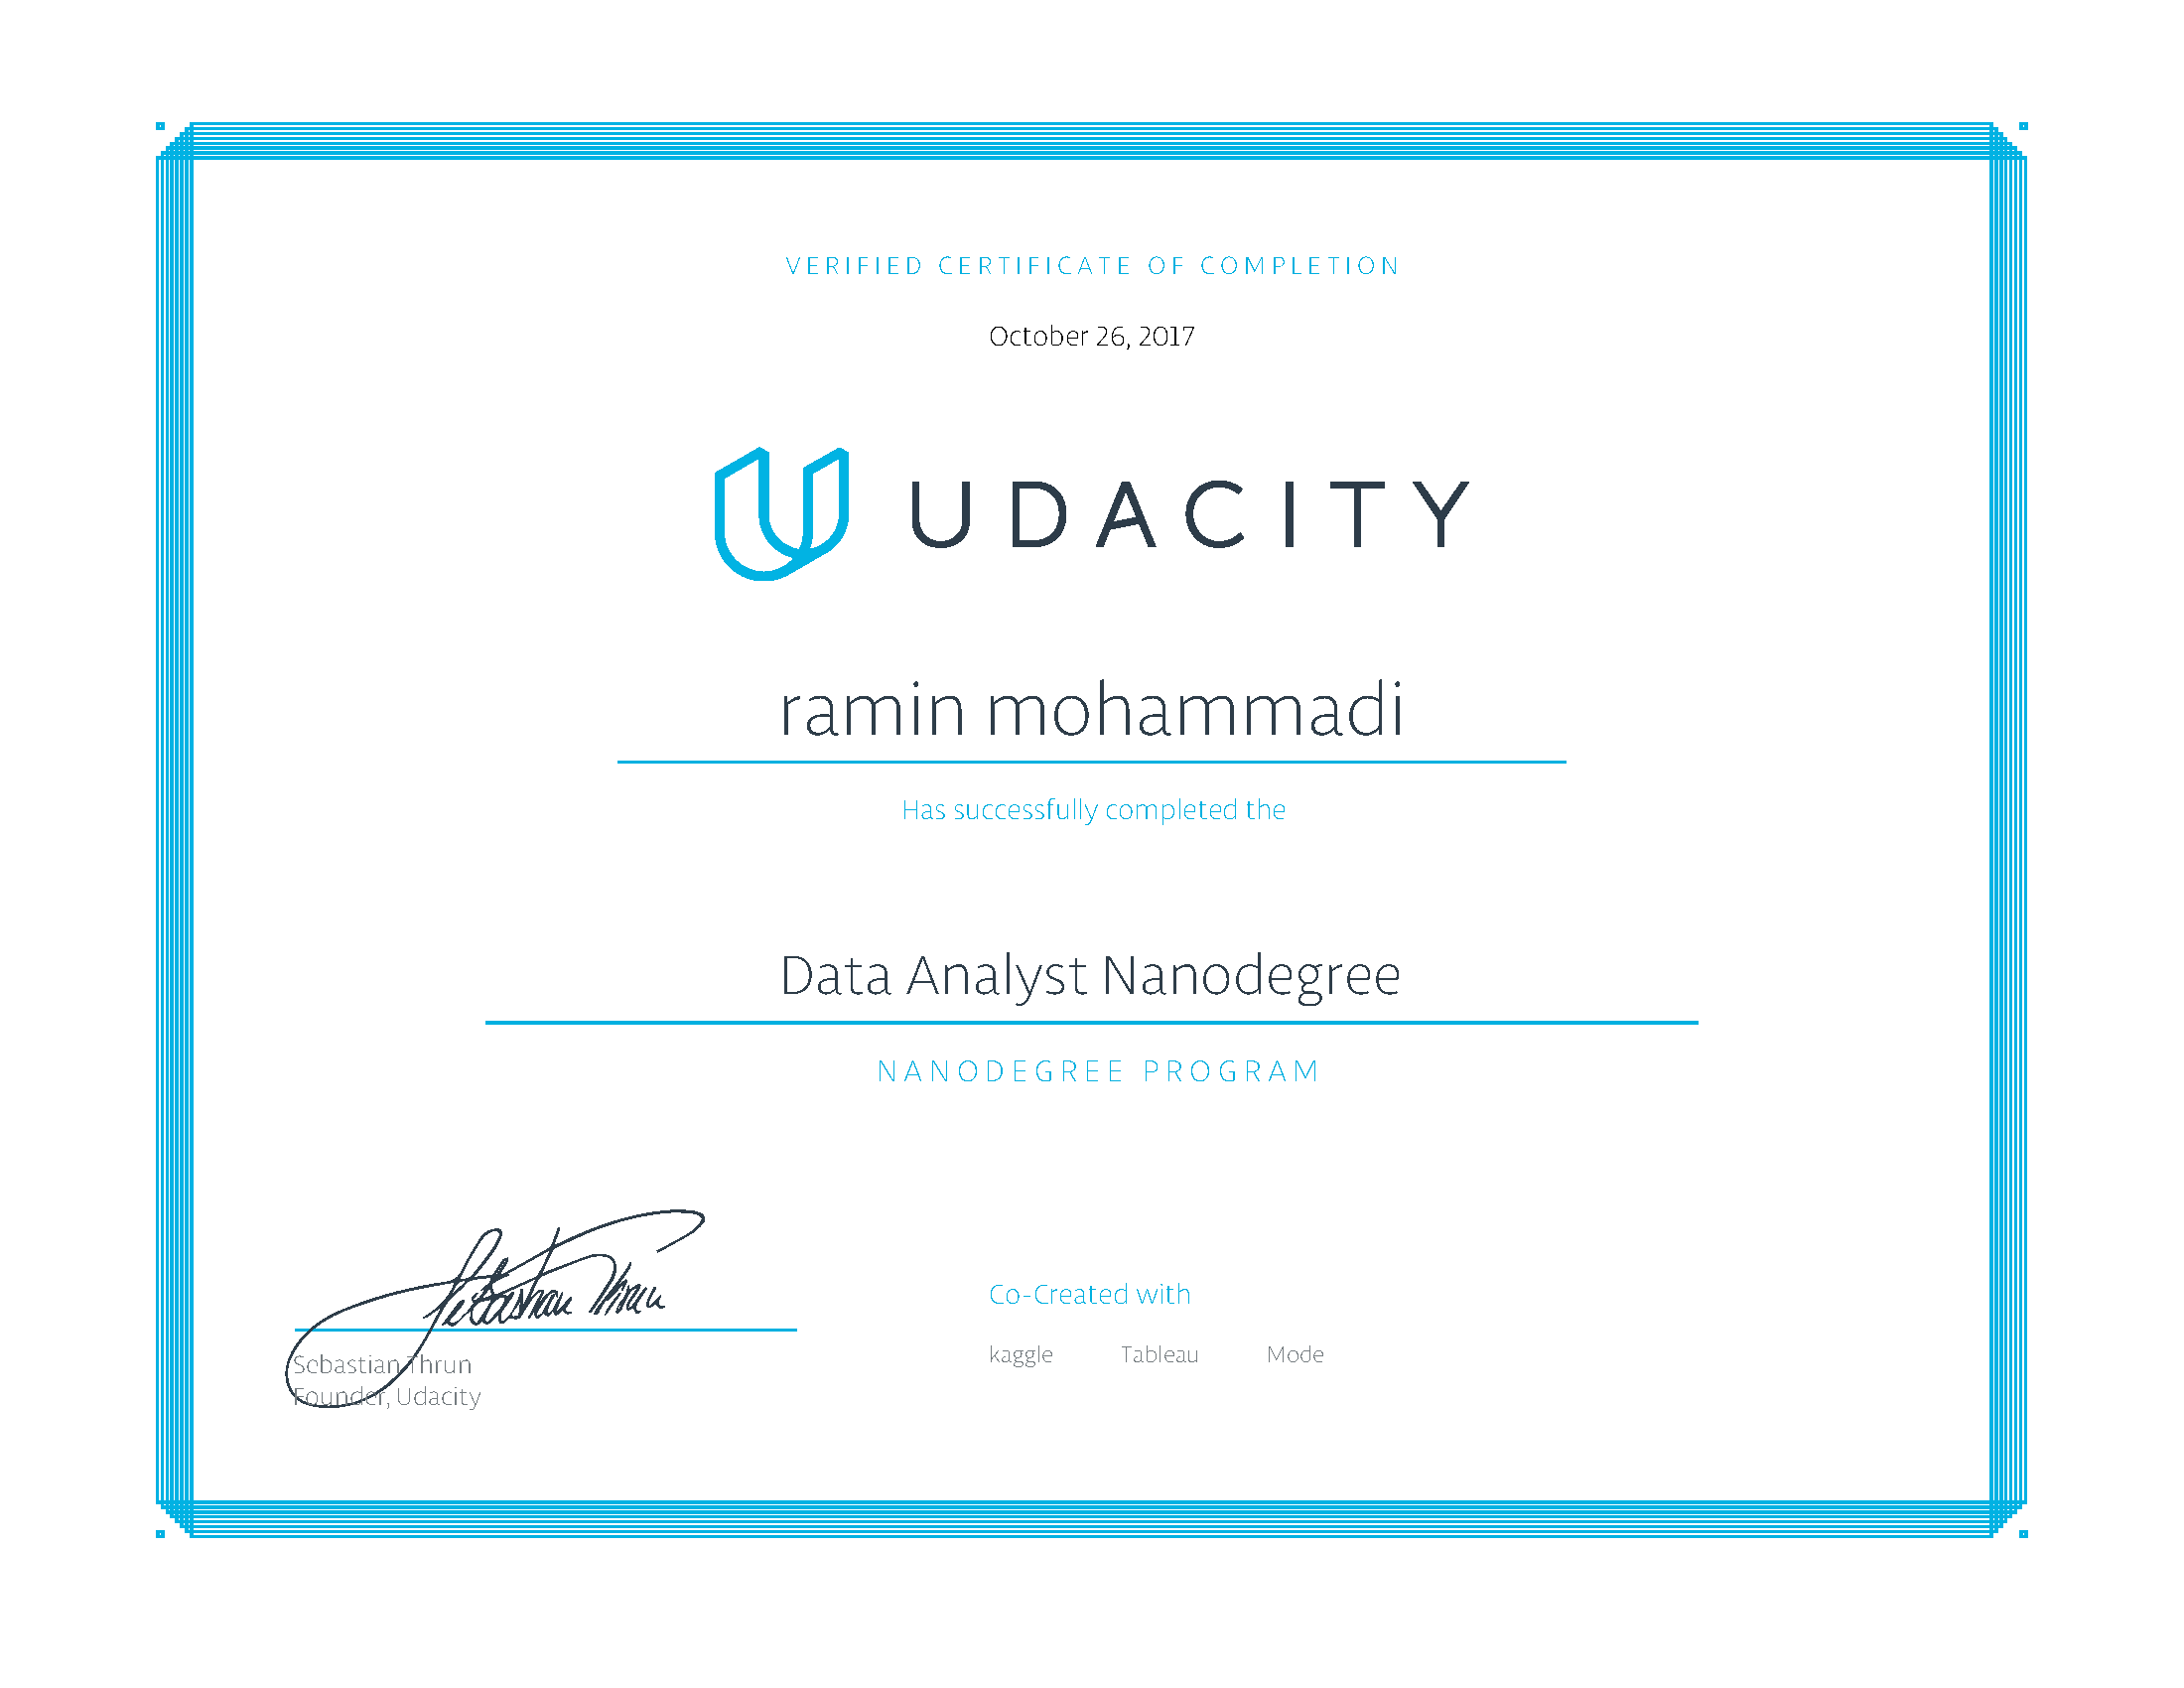 VERIFIED CERTIFICATE OF COMPLETION
October 26, 2017
UDACITY
ramin mohammadi
Has successfully completed the
Data Analyst Nanodegree
NANODEGREE PROGRAM
Sebastian Thrun
Sebastian Thrun
Founder, Udacity
Co-Created with
kaggle Tableau Mode